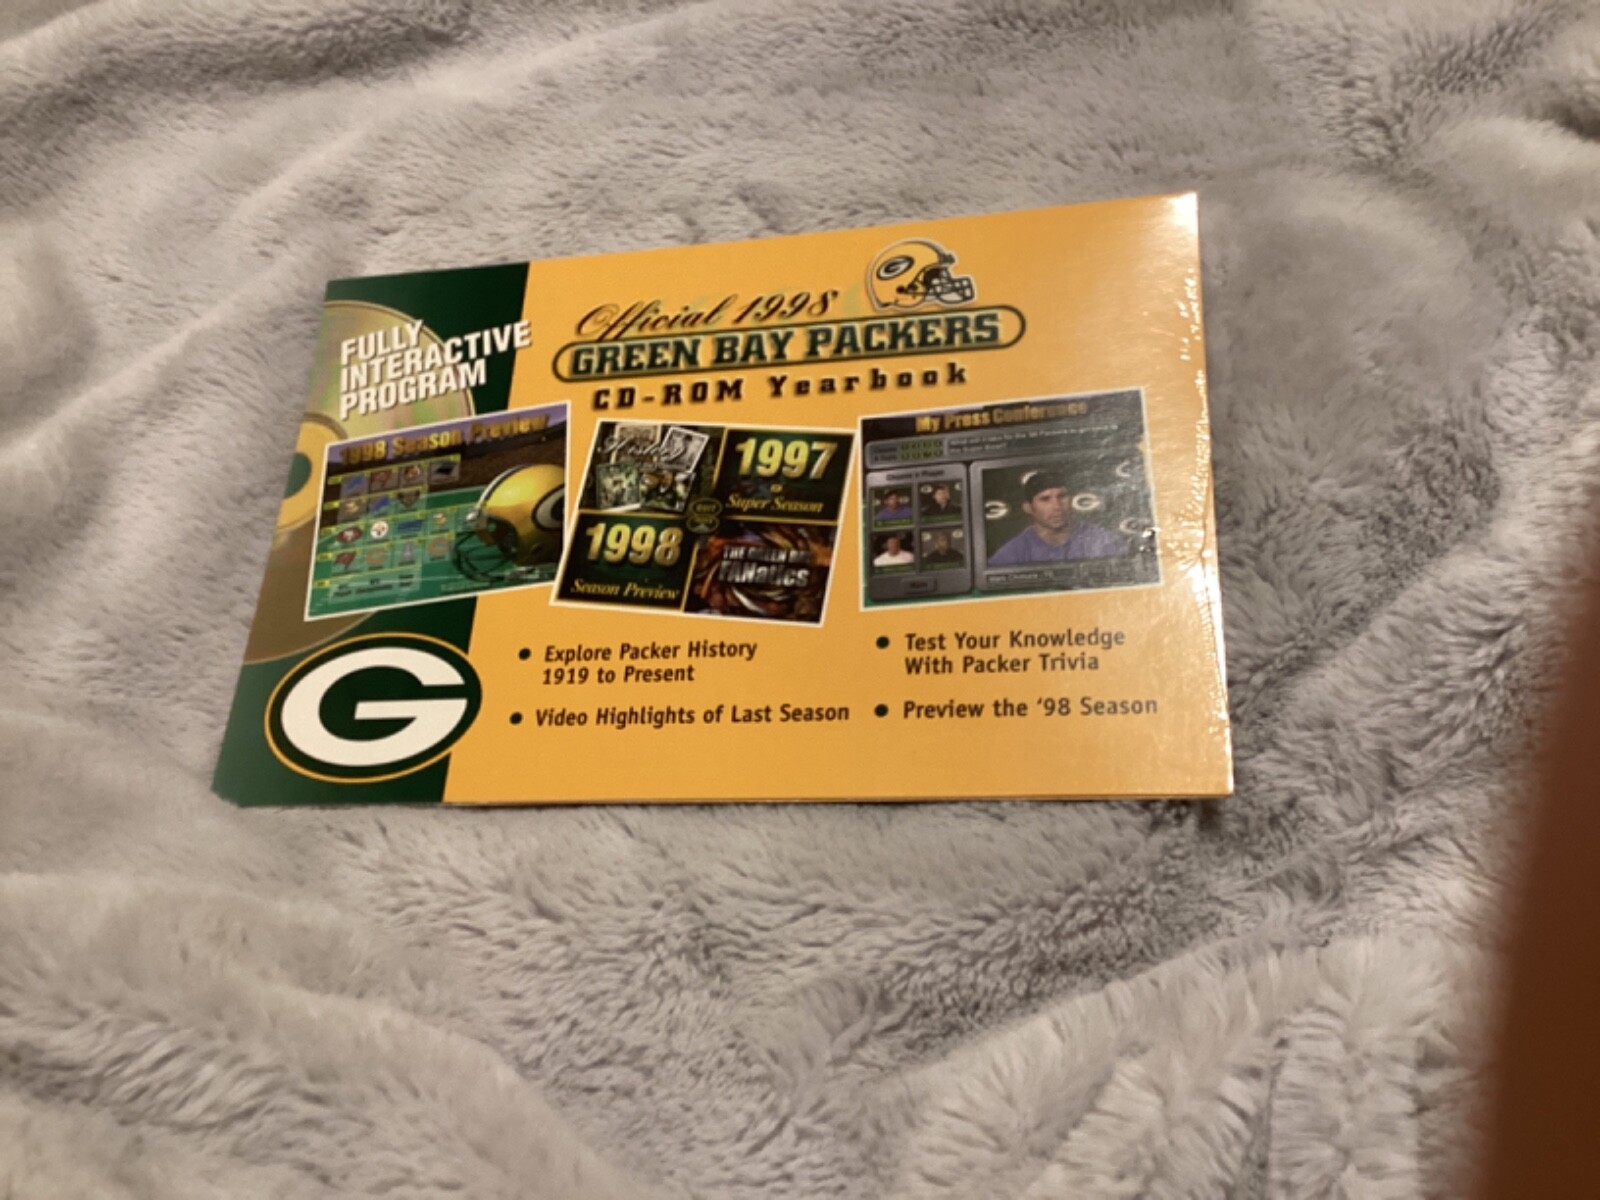 FULLY
INTERACTIVE
PROGRAM
Official 1998
GREEN BAY PACKERS
CD-ROM Yearbook
1998 Season Preview
1997
Super Season
1998
Season Preview
THE GREEN BAY
FANatics
My Press Conference
G
• Explore Packer History
1919 to Present
• Video Highlights of Last Season
• Test Your Knowledge
With Packer Trivia
• Preview the '98 Season